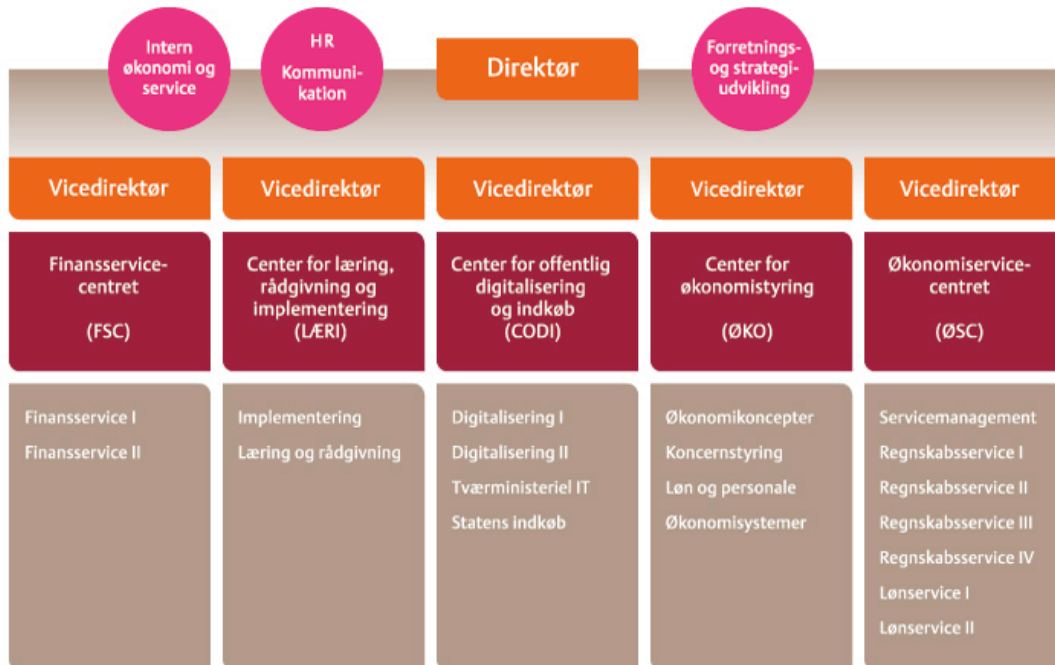 Intern
økonomi og
service
HR
Kommuni-
kation
Direktør
Forretnings-
og strategi-
udvikling
Vicedirektør
Vicedirektør
Vicedirektør
Vicedirektør
Vicedirektør
Finansservice-
centret
(FSC)
Center for læring,
rådgivning og
implementering
(LÆRI)
Center for offentlig
digitalisering
og indkøb
(CODI)
Center for
økonomistyring
(ØKO)
Økonomiservice-
centret
(ØSC)
Finansservice I
Finansservice II
Implementering
Læring og rådgivning
Digitalisering I
Digitalisering II
Tværministeriel IT
Statens indkøb
Økonomikoncepter
Koncernstyring
Løn og personale
Økonomisystemer
Servicemanagement
Regnskabsservice I
Regnskabsservice II
Regnskabsservice III
Regnskabsservice IV
Lønservice I
Lønservice II